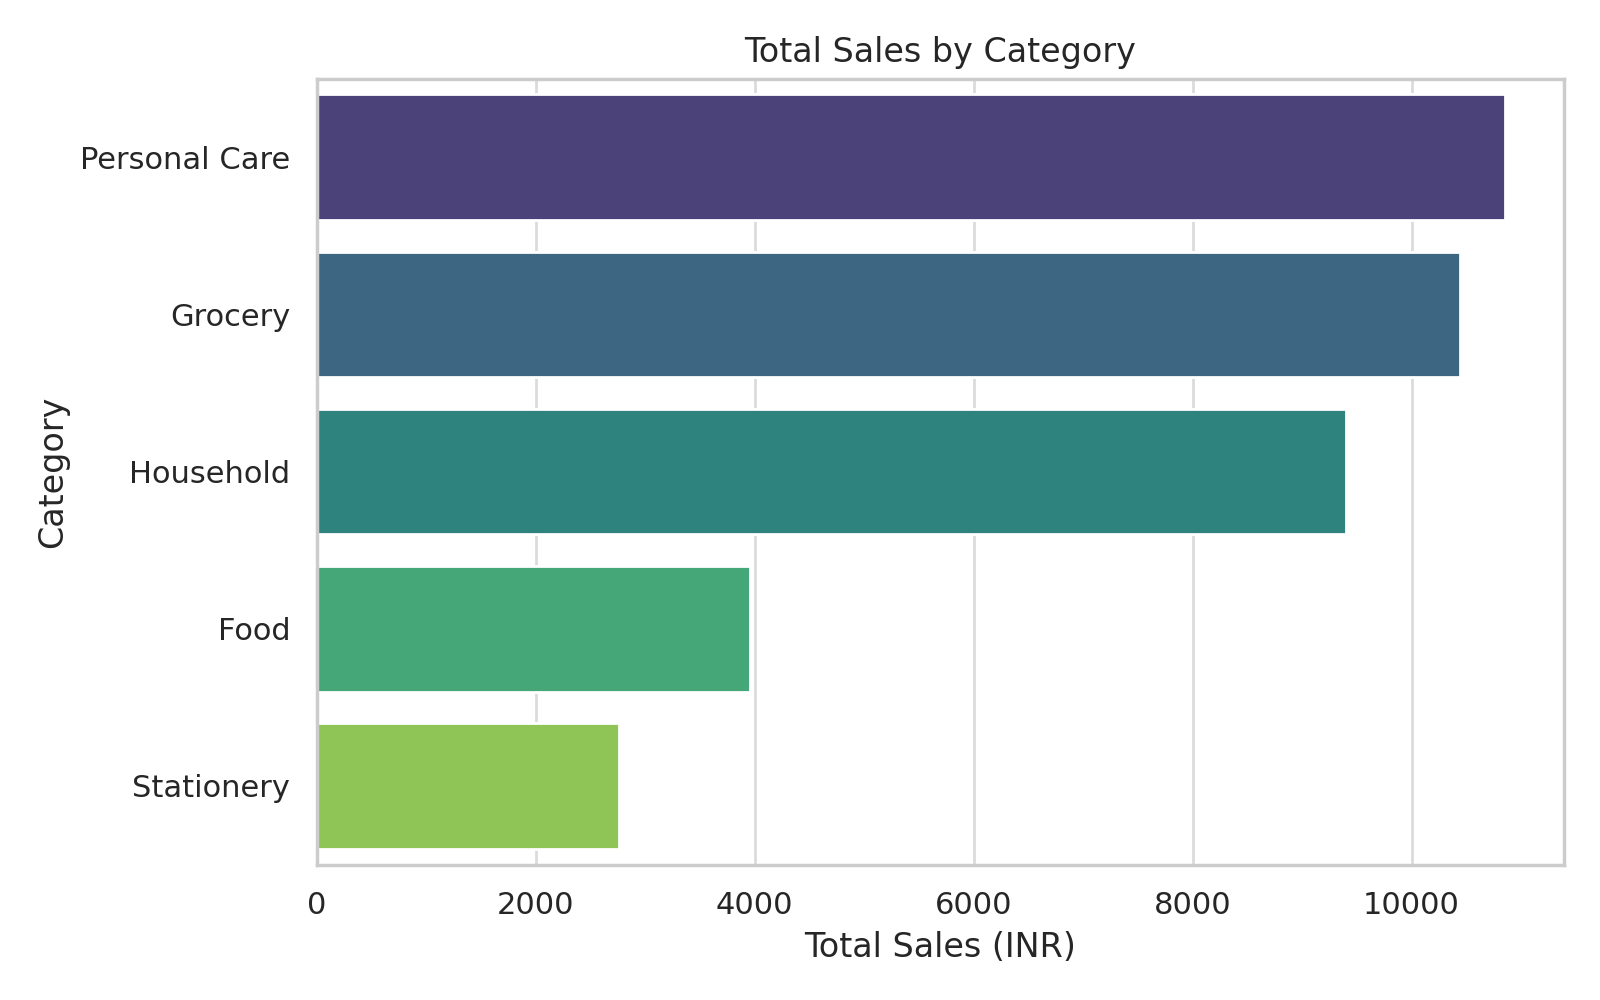 Total Sales by Category
Personal Care
Grocery
Household
Food
Stationery
Category
0 2000 4000 6000 8000 10000
Total Sales (INR)